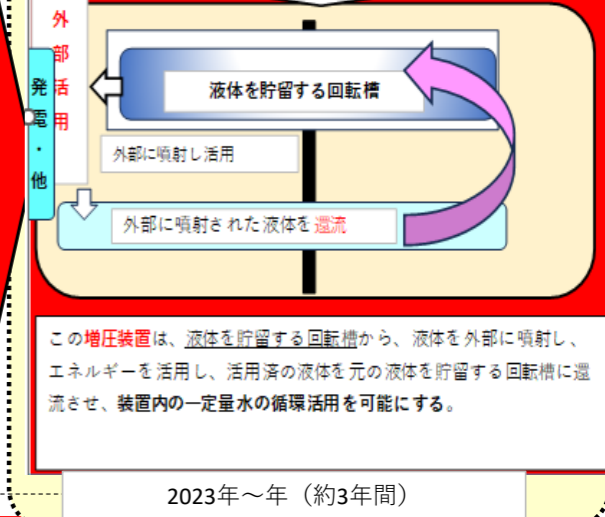 外部活用
発電・他
液体を貯留する回転槽
外部に噴射し活用
外部に噴射された液体を還流
この増圧装置は、液体を貯留する回転槽から、液体を外部に噴射し、
エネルギーを活用し、活用済の液体を元の液体を貯留する回転槽に還
流させ、装置内の一定量水の循環活用を可能にする。
2023年～年（約3年間）